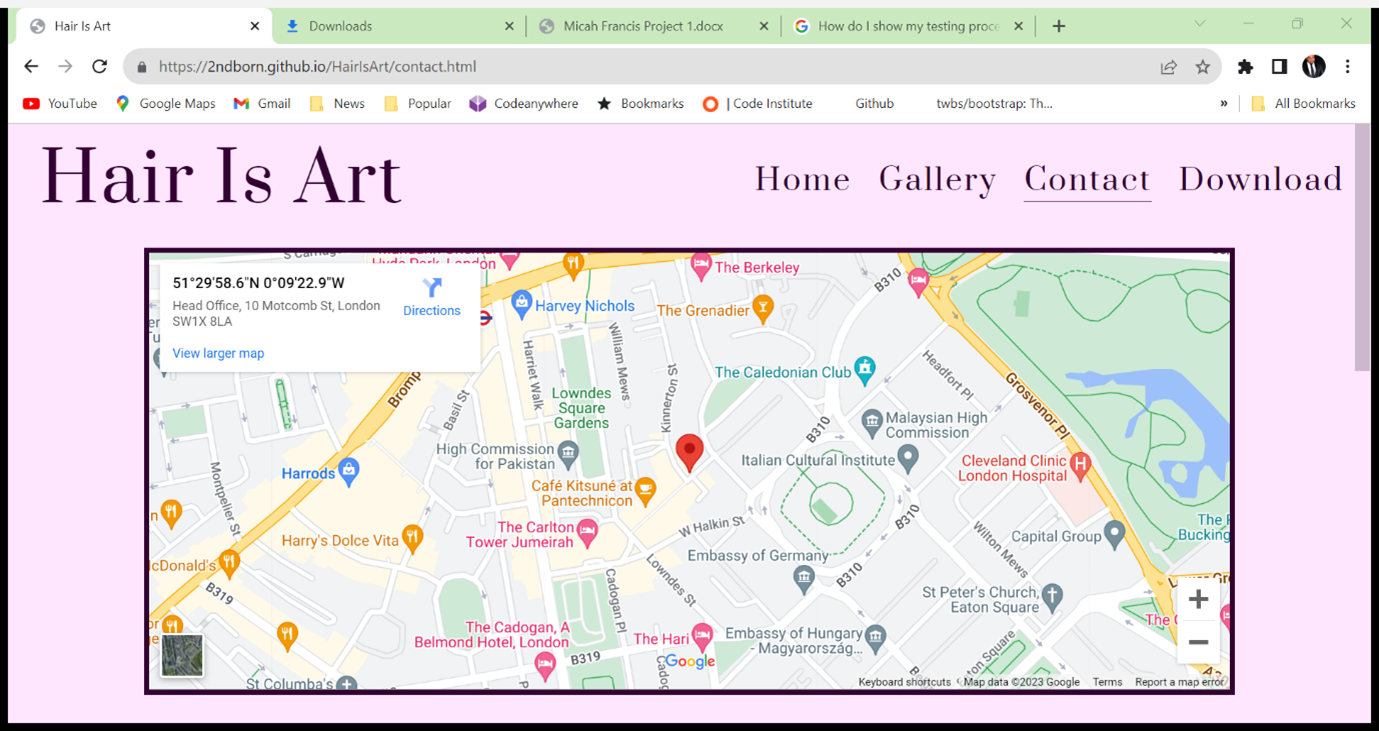 Hair Is Art
Downloads
Micah Francis Project 1.docx
How do I show my testing proce
https://2ndborn.github.io/HairIsArt/contact.html
YouTube
Google Maps
Gmail
News
Popular
Codeanywhere
Bookmarks
| Code Institute
Github
twbs/bootstrap: Th...
»
All Bookmarks
Hair Is Art
Home
Gallery
Contact
Download
51°29'58.6"N 0°09'22.9"W
Head Office, 10 Motcomb St, London
SW1X 8LA
Directions
View larger map
Hyde Park, London
The Berkeley
B310
Harvey Nichols
The Grenadier
Bromp
Basil St
Harriet Walk
William Mews
Kinnerton St
Lowndes
Square
Gardens
The Caledonian Club
Headfort Pl
Grosvenor Pl
B310
Malaysian High
Commission
High Commission
for Pakistan
Italian Cultural Institute
Cleveland Clinic
London Hospital
Harrods
Montpelier St
Café Kitsuné at
Pantechnicon
W Halkin St
B310
The Carlton
Tower Jumeirah
Harry's Dolce Vita
cDonald's
B319
Embassy of Germany
B310
Wilton Mews
Capital Group
Bucking
Lowndes St
Cadogan Pl
St Peter's Church,
Eaton Square
The Cadogan, A
Belmond Hotel, London
The Hari
Embassy of Hungary
- Magyarország...
B319
St Columba's
Google
Keyboard shortcuts
Map data ©2023 Google
Terms
Report a map error